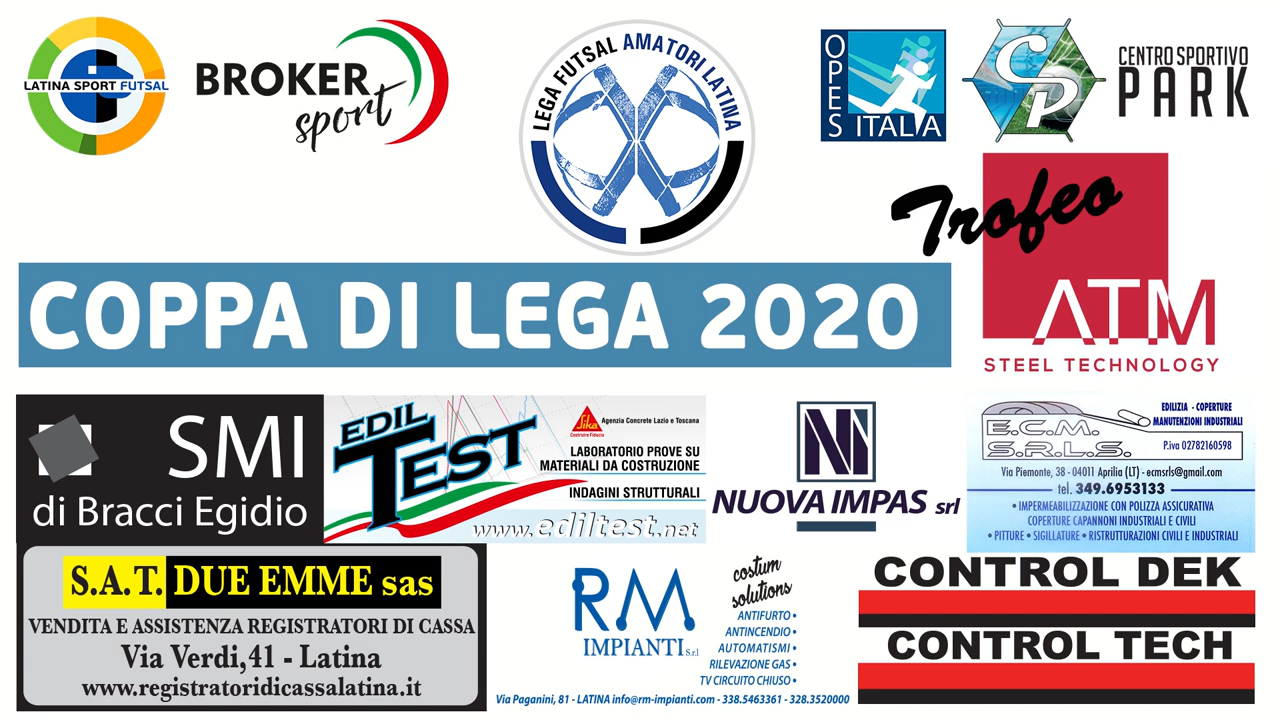 LATINA SPORT FUTSAL
BROKER
sport
LEGA FUTSAL AMATORI LATINA
OPES
ITALIA
CP
CENTRO SPORTIVO
PARK
Trofeo
ATM
STEEL TECHNOLOGY
COPPA DI LEGA 2020
SMI
di Bracci Egidio
EDIL
TEST
Sika
Costruire Fiducia
Agenzia Concrete Lazio e Toscana
LABORATORIO PROVE SU
MATERIALI DA COSTRUZIONE
INDAGINI STRUTTURALI
www.ediltest.net
NI
NUOVA IMPAS srl
E.C.M.
S.R.L.S.
EDILIZIA - COPERTURE
MANUTENZIONI INDUSTRIALI
P.iva 02782160598
Via Piemonte, 38 - 04011 Aprilia (LT) - ecmsrls@gmail.com
tel. 349.6953133
• IMPERMEABILIZZAZIONE CON POLIZZA ASSICURATIVA
COPERTURE CAPANNONI INDUSTRIALI E CIVILI
• PITTURE • SIGILLATURE • RISTRUTTURAZIONI CIVILI E INDUSTRIALI
S.A.T. DUE EMME sas
VENDITA E ASSISTENZA REGISTRATORI DI CASSA
Via Verdi,41 - Latina
www.registratoridicassalatina.it
RM
IMPIANTI S.r.l
costum
solutions
ANTIFURTO •
ANTINCENDIO •
AUTOMATISMI •
RILEVAZIONE GAS •
TV CIRCUITO CHIUSO •
Via Paganini, 81 - LATINA info@rm-impianti.com - 338.5463361 - 328.3520000
CONTROL DEK
CONTROL TECH